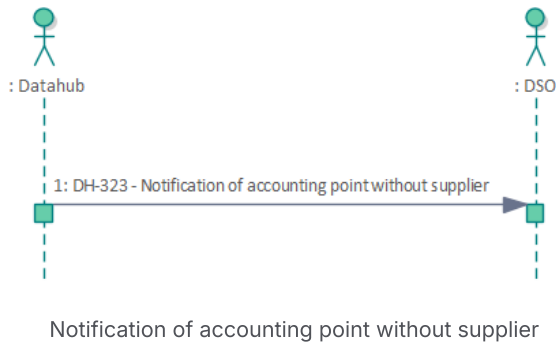 : Datahub
: DSO
1: DH-323 - Notification of accounting point without supplier
Notification of accounting point without supplier